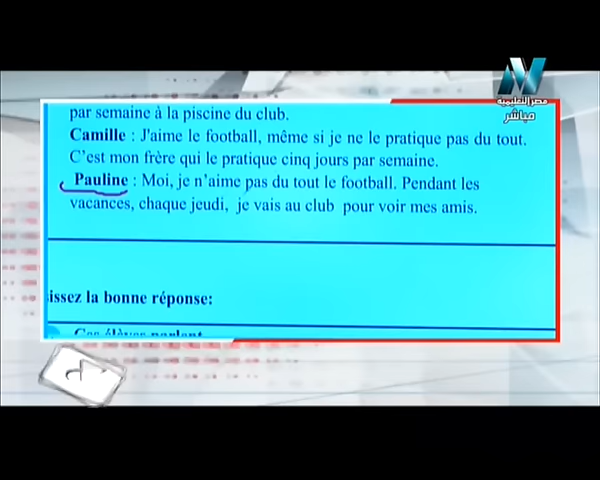 مصر التعليمية
مباشر
par semaine à la piscine du club.
Camille : J'aime le football, même si je ne le pratique pas du tout.
C'est mon frère qui le pratique cinq jours par semaine.
Pauline : Moi, je n'aime pas du tout le football. Pendant les
vacances, chaque jeudi, je vais au club pour voir mes amis.
issez la bonne réponse:
Ces élèves parlent